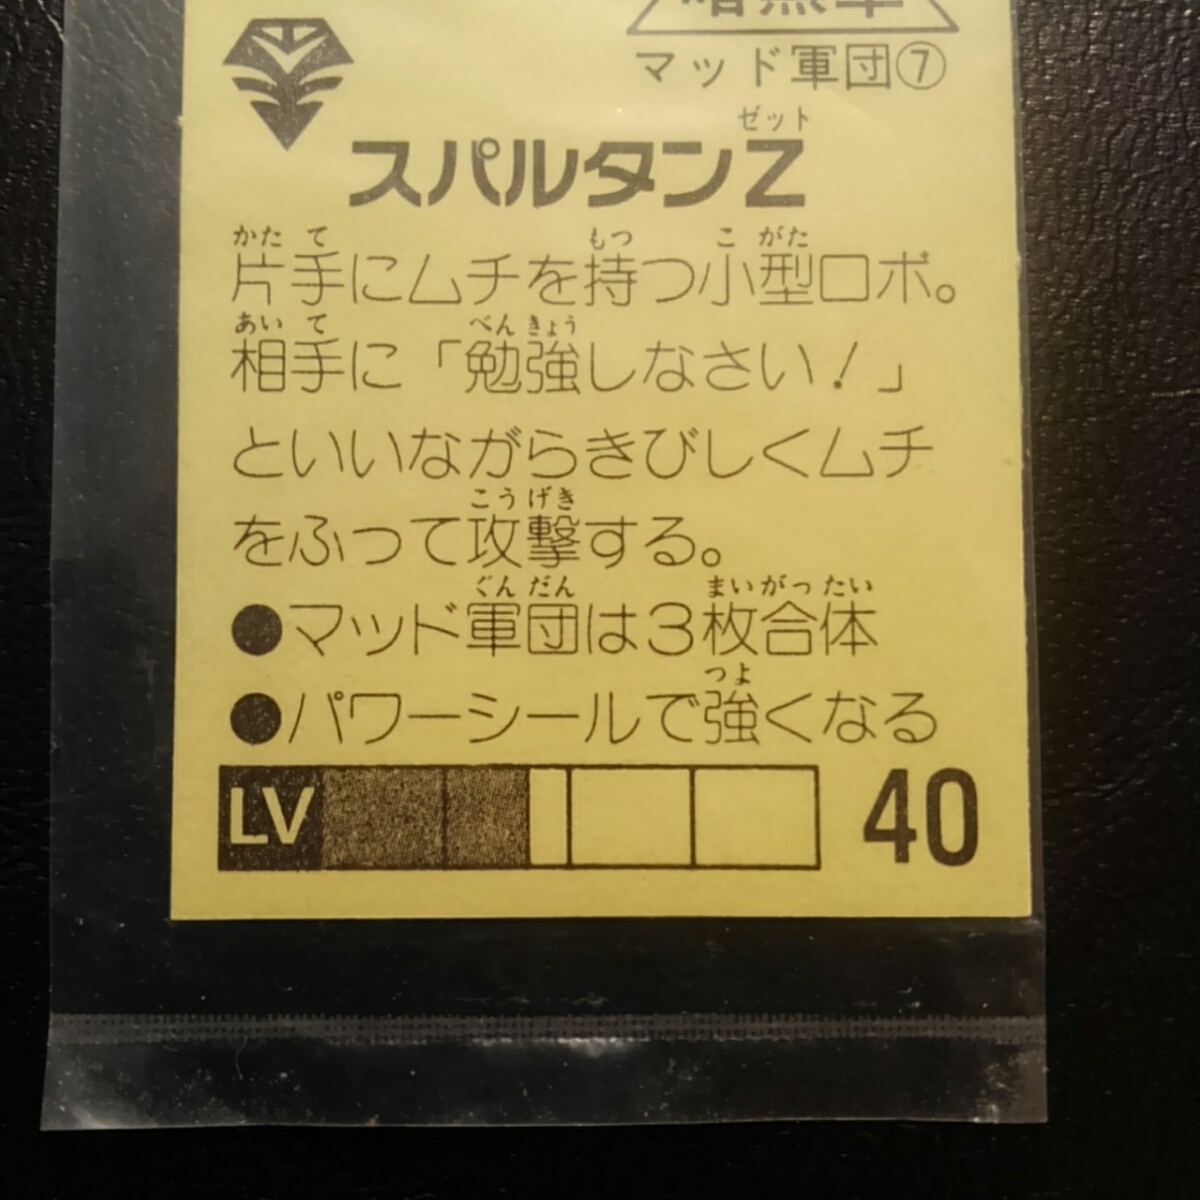 暗黒軍
マッド軍団⑦
ゼット
スパルタンZ
かた て もつ こ がた
片手にムチを持つ小型ロボ。
あい て べん きょう
相手に「勉強しなさい！」
といいながらきびしくムチ
こう げき
をふって攻撃する。
ぐん だん まい がっ たい
●マッド軍団は3枚合体
つよ
●パワーシールで強くなる
LV 40